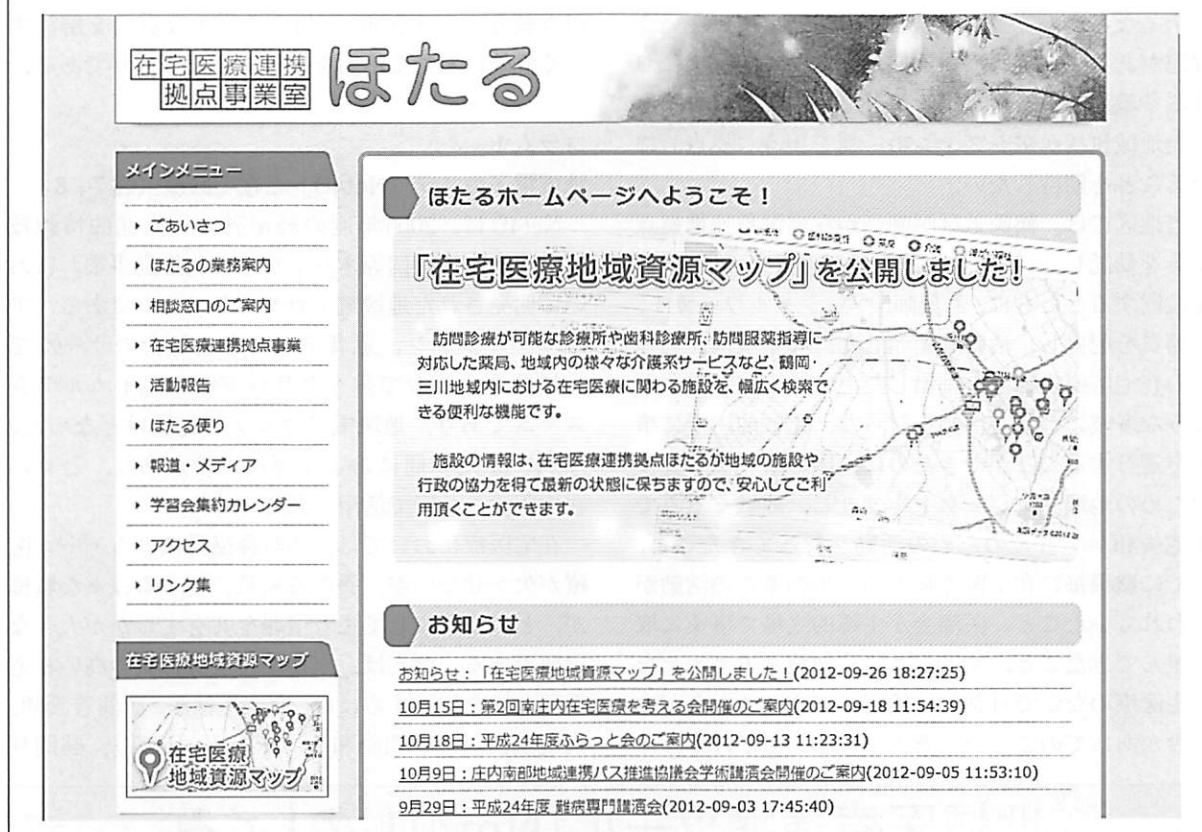 在宅医療連携
拠点事業室
ほたる
メインメニュー
ごあいさつ
ほたるの業務案内
相談窓口のご案内
在宅医療連携拠点事業
活動報告
ほたる便り
報道・メディア
学習会集約カレンダー
アクセス
リンク集
在宅医療地域資源マップ
在宅医療
地域資源マップ
ほたるホームページへようこそ！
「在宅医療地域資源マップ」を公開しました！
訪問診療が可能な診療所や歯科診療所、訪問服薬指導に
対応した薬局、地域内の様々な介護系サービスなど、鶴岡・
三川地域内における在宅医療に関わる施設を、幅広く検索で
きる便利な機能です。
施設の情報は、在宅医療連携拠点ほたるが地域の施設や
行政の協力を得て最新の状態に保ちますので、安心してご利
用頂くことができます。
お知らせ
お知らせ：「在宅医療地域資源マップ」を公開しました！(2012-09-26 18:27:25)
10月15日：第2回南庄内在宅医療を考える会開催のご案内(2012-09-18 11:54:39)
10月18日：平成24年度ふらっと会のご案内(2012-09-13 11:23:31)
10月9日：庄内南部地域連携パス推進協議会学術講演会開催のご案内(2012-09-05 11:53:10)
9月29日：平成24年度 難病専門講演会(2012-09-03 17:45:40)